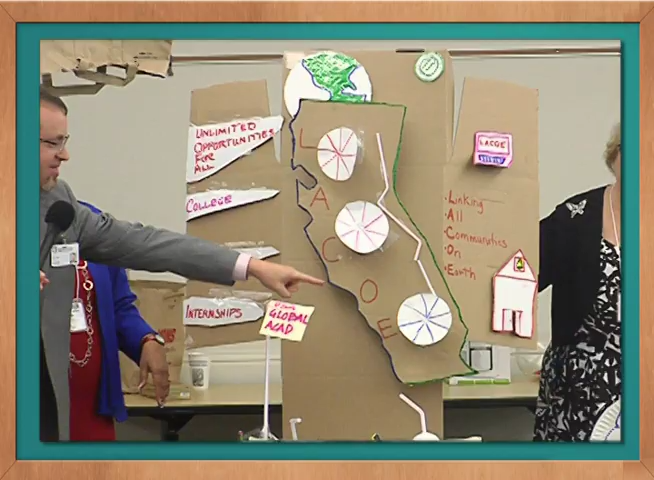 UNLIMITED
OPPORTUNITIES
FOR
ALL
COLLEGE
INTERNSHIPS
GLOBAL
ACAD
L
A
C
O
E
LACOE
• Linking
• All
• Communities
• On
• Earth